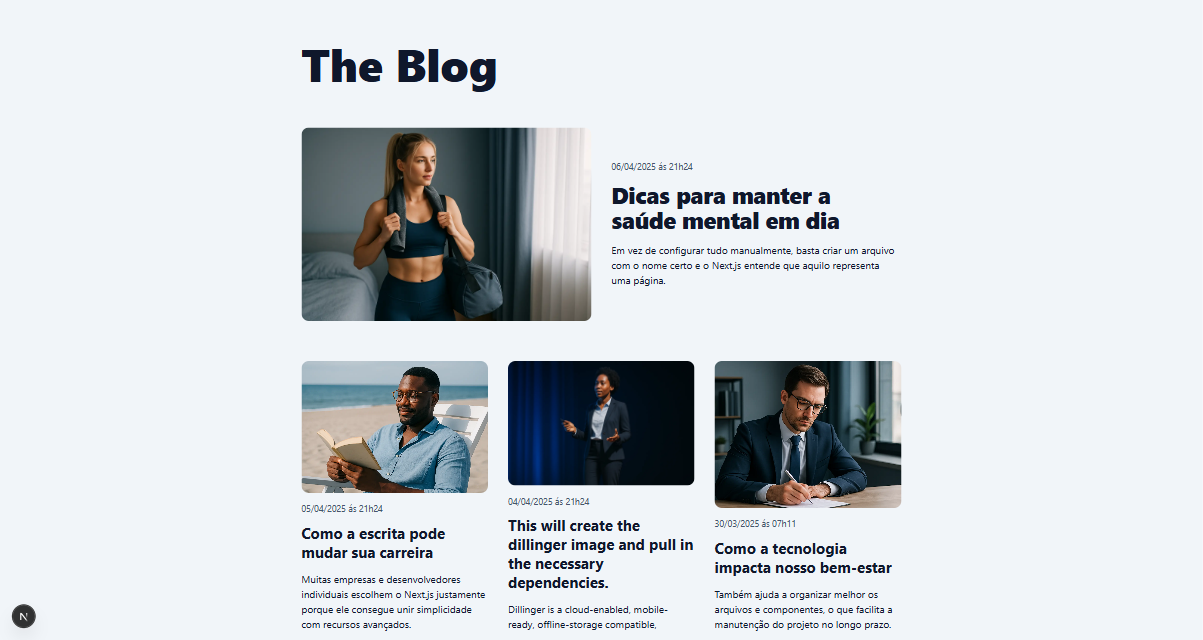 The Blog
06/04/2025 ás 21h24
Dicas para manter a
saúde mental em dia
Em vez de configurar tudo manualmente, basta criar um arquivo
com o nome certo e o Next.js entende que aquilo representa
uma página.
05/04/2025 ás 21h24
Como a escrita pode
mudar sua carreira
Muitas empresas e desenvolvedores
individuais escolhem o Next.js justamente
porque ele consegue unir simplicidade
com recursos avançados.
04/04/2025 ás 21h24
This will create the
dillinger image and pull in
the necessary
dependencies.
Dillinger is a cloud-enabled, mobile-
ready, offline-storage compatible,
30/03/2025 ás 07h11
Como a tecnologia
impacta nosso bem-estar
Também ajuda a organizar melhor os
arquivos e componentes, o que facilita a
manutenção do projeto no longo prazo.
N